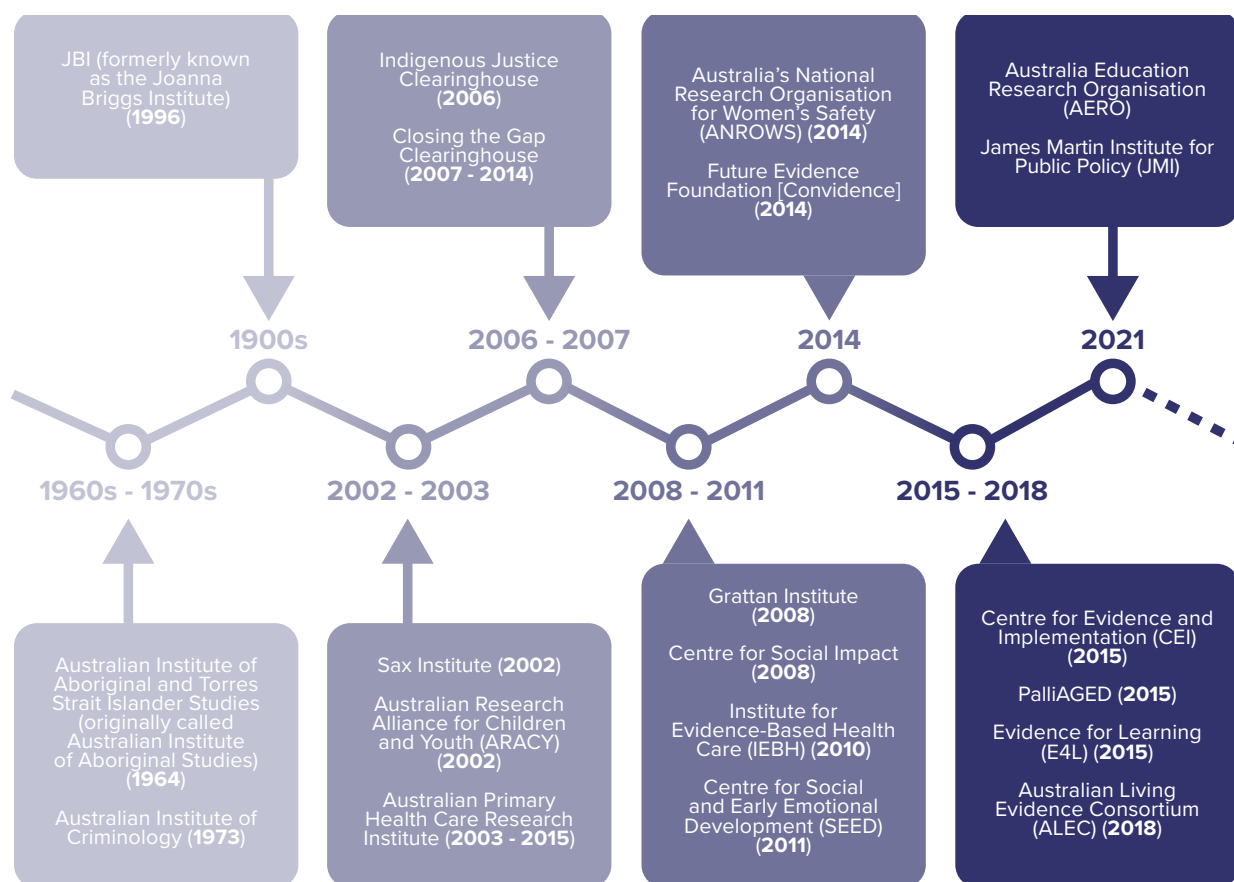 JBI (formerly known
as the Joanna
Briggs Institute)
(1996)
Indigenous Justice
Clearinghouse
(2006)
Closing the Gap
Clearinghouse
(2007 - 2014)
Australia's National
Research Organisation
for Women's Safety
(ANROWS) (2014)
Future Evidence
Foundation [Convidence]
(2014)
Australia Education
Research Organisation
(AERO)
James Martin Institute for
Public Policy (JMI)
1900s
2006 - 2007
2014
2021
1960s - 1970s
2002 - 2003
2008 - 2011
2015 - 2018
Australian Institute of
Aboriginal and Torres
Strait Islander Studies
(originally called
Australian Institute
of Aboriginal Studies)
(1964)
Australian Institute of
Criminology (1973)
Sax Institute (2002)
Australian Research
Alliance for Children
and Youth (ARACY)
(2002)
Australian Primary
Health Care Research
Institute (2003 - 2015)
Grattan Institute
(2008)
Centre for Social Impact
(2008)
Institute for
Evidence-Based Health
Care (IEBH) (2010)
Centre for Social
and Early Emotional
Development (SEED)
(2011)
Centre for Evidence and
Implementation (CEI)
(2015)
PalliAGED (2015)
Evidence for Learning
(E4L) (2015)
Australian Living
Evidence Consortium
(ALEC) (2018)